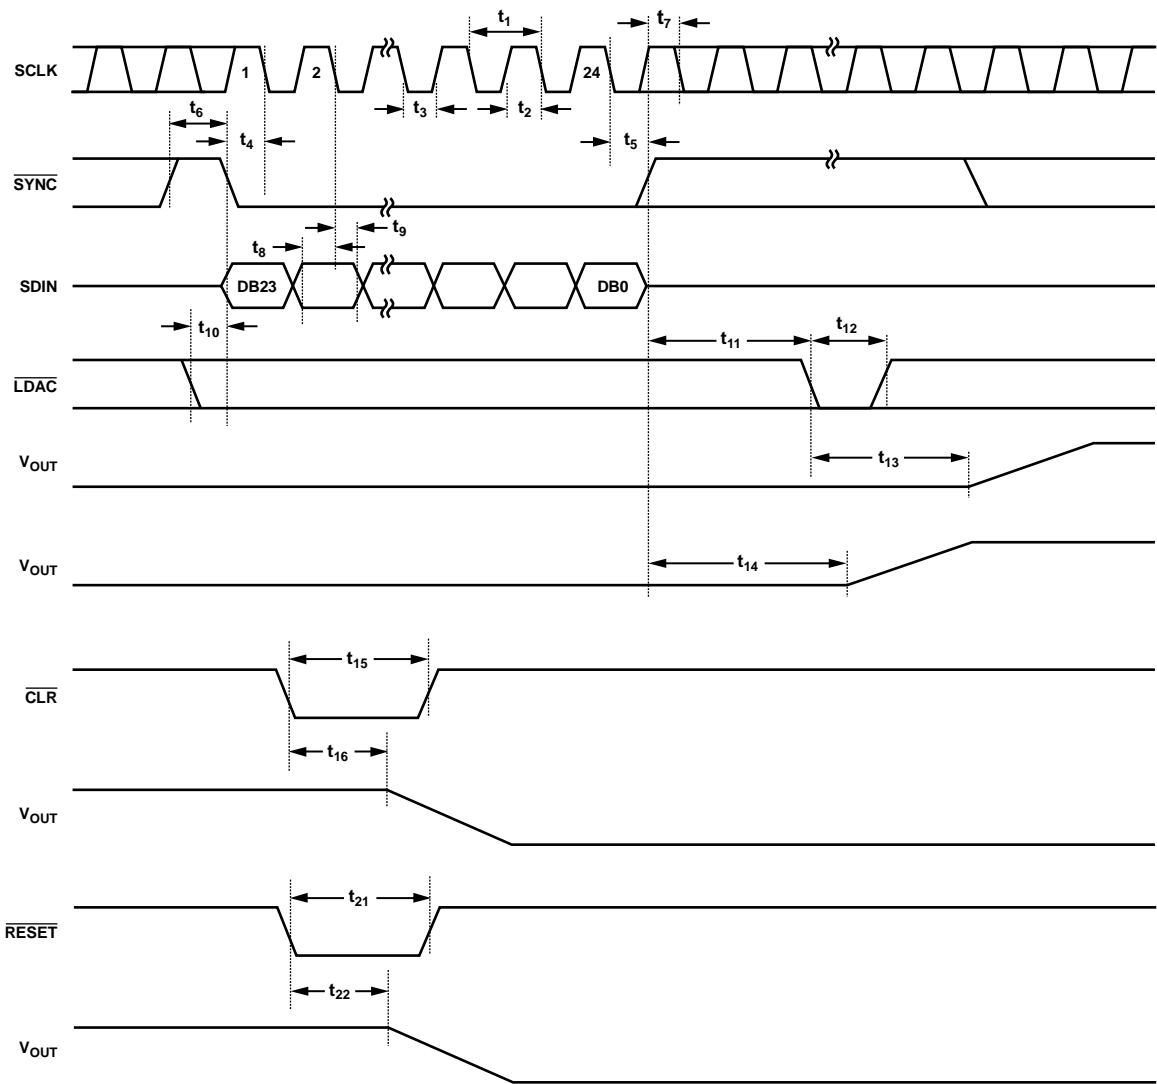 t1
t7
SCLK
1
2
24
t3
t2
t6
t4
t5
SYNC
t9
t8
SDIN
DB23
DB0
t10
t11
t12
LDAC
VOUT
t13
VOUT
t14
t15
CLR
t16
VOUT
t21
RESET
t22
VOUT